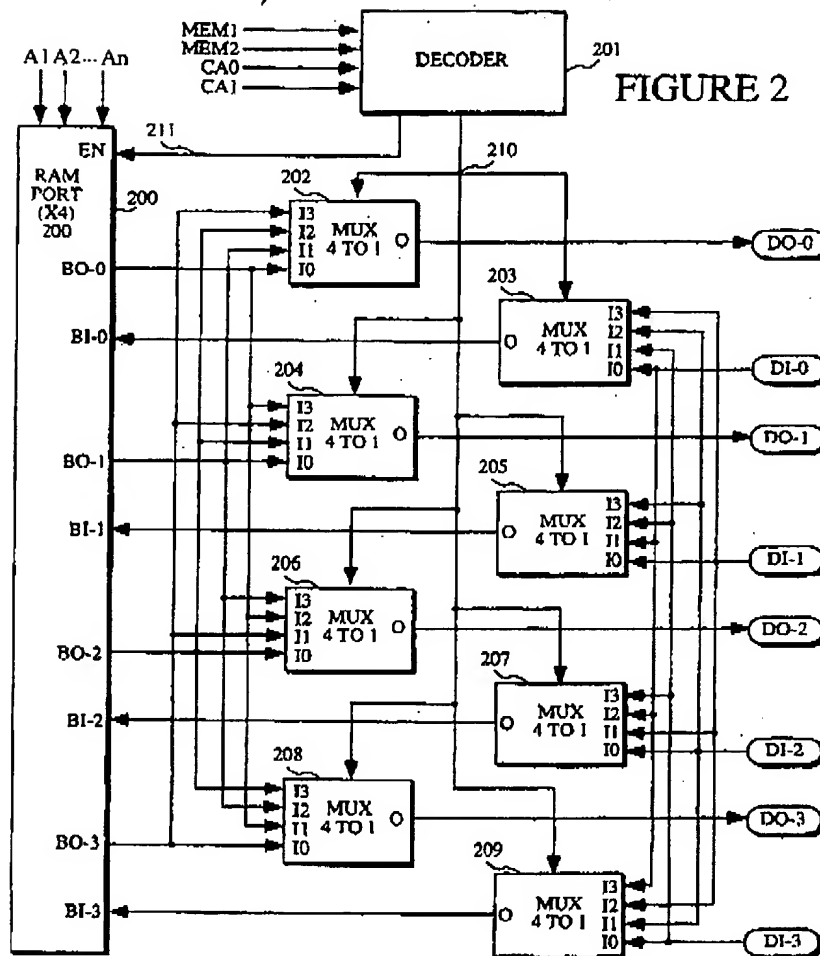 MEM1
MEM2
CA0
CA1
DECODER
201
FIGURE 2
A1 A2... An
211
EN
RAM
PORT
(X4)
200
200
210
202
I3
I2
I1
I0
MUX
4 TO 1
O
DO-0
BO-0
203
MUX
4 TO 1
O
I3
I2
I1
I0
BI-0
DI-0
204
I3
I2
I1
I0
MUX
4 TO 1
O
DO-1
BO-1
205
MUX
4 TO 1
O
I3
I2
I1
I0
BI-1
DI-1
206
I3
I2
I1
I0
MUX
4 TO 1
O
DO-2
BO-2
207
MUX
4 TO 1
O
I3
I2
I1
I0
BI-2
DI-2
208
I3
I2
I1
I0
MUX
4 TO 1
O
DO-3
BO-3
209
MUX
4 TO 1
O
I3
I2
I1
I0
BI-3
DI-3